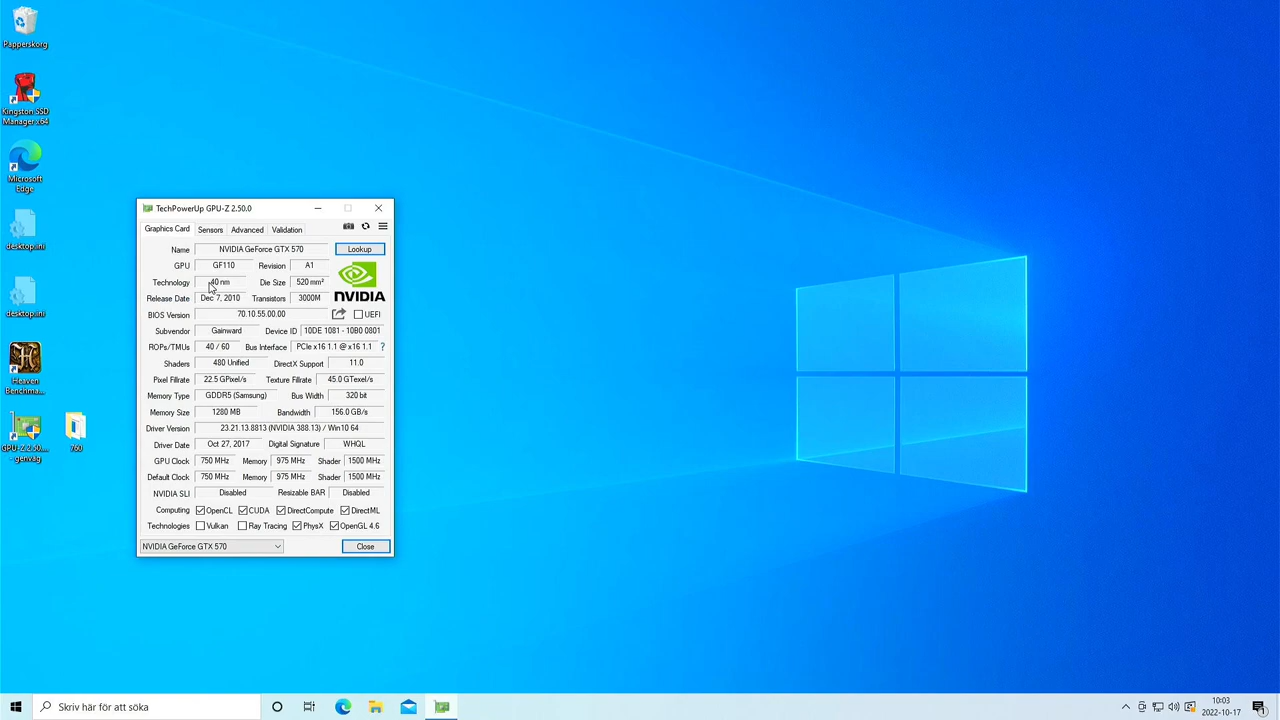 Papperskorg
Kingston SSD
Manager x64
Microsoft
Edge
desktop.ini
desktop.ini
Heaven
Benchma...
GPU-Z 2.50....
- genväg
760
TechPowerUp GPU-Z 2.50.0
Graphics Card Sensors Advanced Validation
Name NVIDIA GeForce GTX 570 Lookup
GPU GF110 Revision A1
Technology 40 nm Die Size 520 mm²
NVIDIA
Release Date Dec 7, 2010 Transistors 3000M
BIOS Version 70.10.55.00.00 UEFI
Subvendor Gainward Device ID 10DE 1081 - 10B0 0801
ROPs/TMUs 40 / 60 Bus Interface PCIe x16 1.1 @ x16 1.1 ?
Shaders 480 Unified DirectX Support 11.0
Pixel Fillrate 22.5 GPixel/s Texture Fillrate 45.0 GTexel/s
Memory Type GDDR5 (Samsung) Bus Width 320 bit
Memory Size 1280 MB Bandwidth 156.0 GB/s
Driver Version 23.21.13.8813 (NVIDIA 388.13) / Win10 64
Driver Date Oct 27, 2017 Digital Signature WHQL
GPU Clock 750 MHz Memory 975 MHz Shader 1500 MHz
Default Clock 750 MHz Memory 975 MHz Shader 1500 MHz
NVIDIA SLI Disabled Resizable BAR Disabled
Computing OpenCL CUDA DirectCompute DirectML
Technologies Vulkan Ray Tracing PhysX OpenGL 4.6
NVIDIA GeForce GTX 570 Close
Skriv här för att söka
10:03
2022-10-17
1